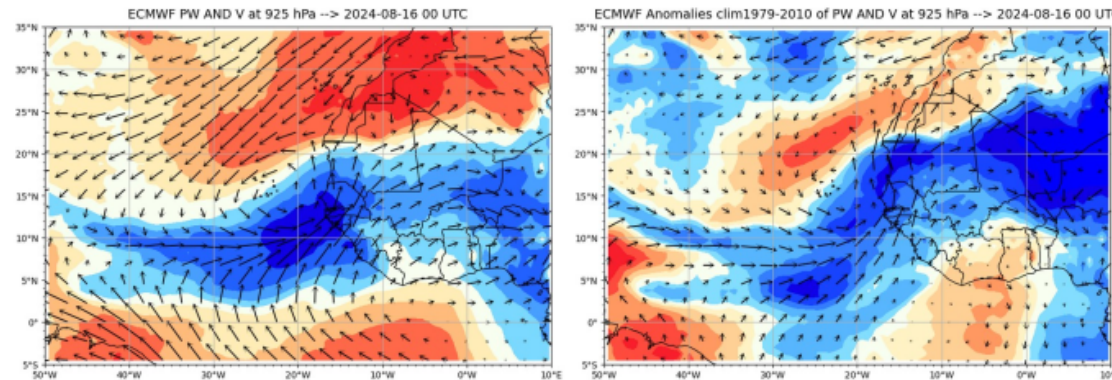 ECMWF PW AND V at 925 hPa --> 2024-08-16 00 UTC
35°N
30°N
25°N
20°N
15°N
10°N
5°N
0°
5°S
50°W 40°W 30°W 20°W 10°W 0°W 10°E
ECMWF Anomalies clim1979-2010 of PW AND V at 925 hPa --> 2024-08-16 00 UT
35°N
30°N
25°N
20°N
15°N
10°N
5°N
0°
5°S
50°W 40°W 30°W 20°W 10°W 0°W 10°